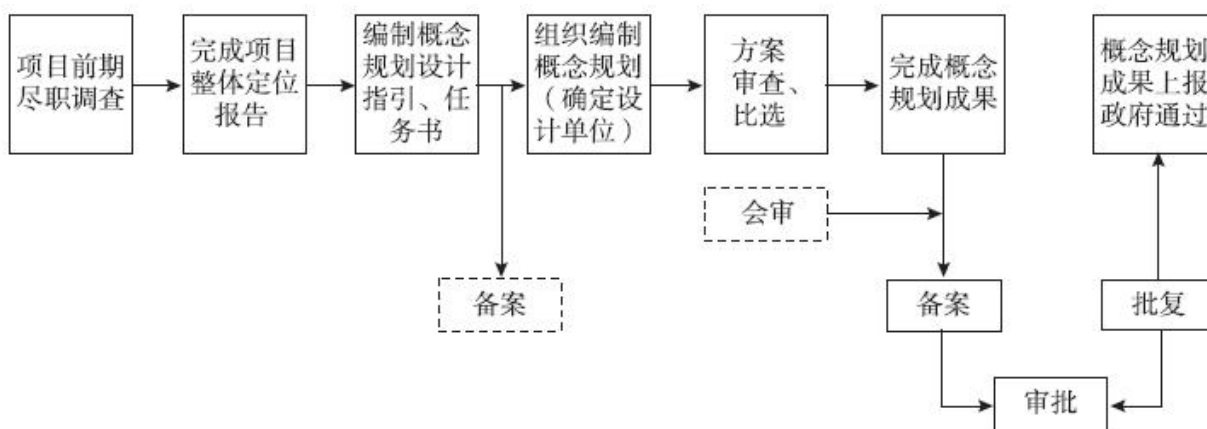 项目前期
尽职调查
完成项目
整体定位
报告
编制概念
规划设计
指引、任
务书
组织编制
概念规划
（确定设
计单位）
方案
审查、
比选
完成概念
规划成果
概念规划
成果上报
政府通过
会审
备案
备案
批复
审批